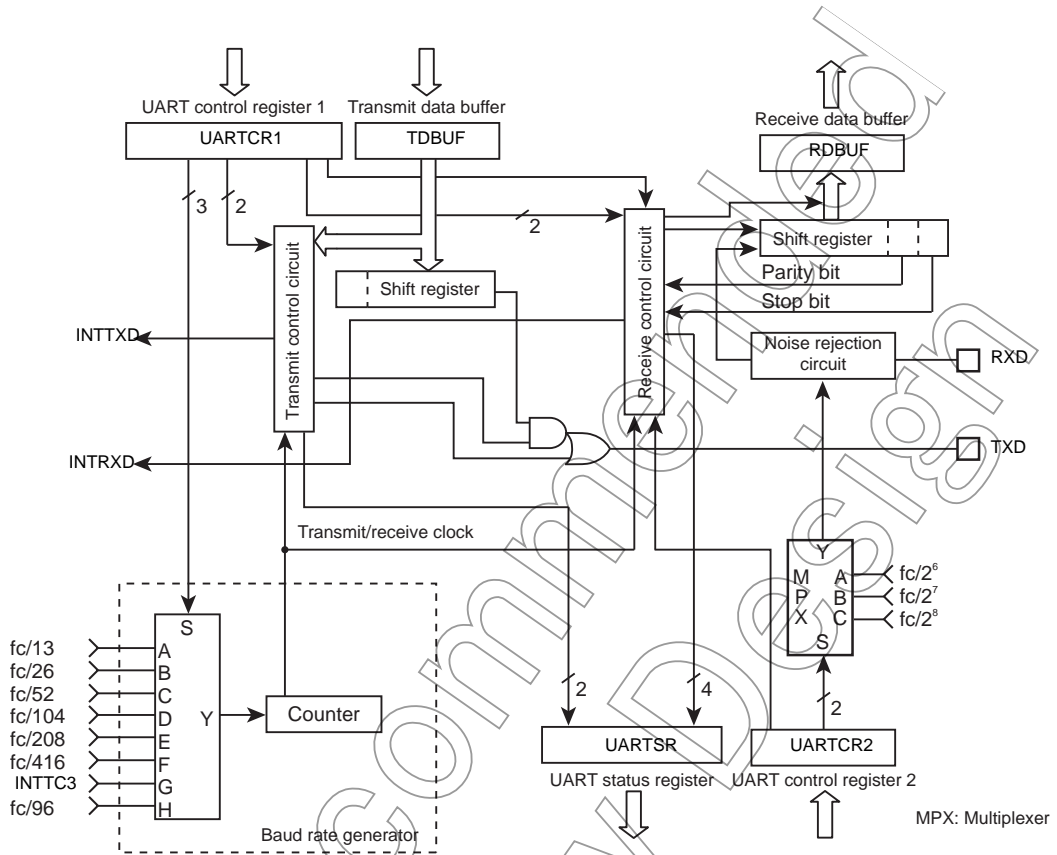 UART control register 1
Transmit data buffer
Receive data buffer
UARTCR1
TDBUF
RDBUF
3
2
2
Transmit control circuit
Shift register
Receive control circuit
Shift register
Parity bit
Stop bit
INTTXD
Noise rejection
circuit
RXD
INTRXD
TXD
Transmit/receive clock
Y
M
P
X
A
B
C
S
fc/2⁶
fc/2⁷
fc/2⁸
S
fc/13
A
fc/26
B
fc/52
C
fc/104
D
Y
Counter
fc/208
E
fc/416
F
INTTC3
G
fc/96
H
Baud rate generator
2
4
2
UARTSR
UARTCR2
UART status register
UART control register 2
MPX: Multiplexer
commended
w Design